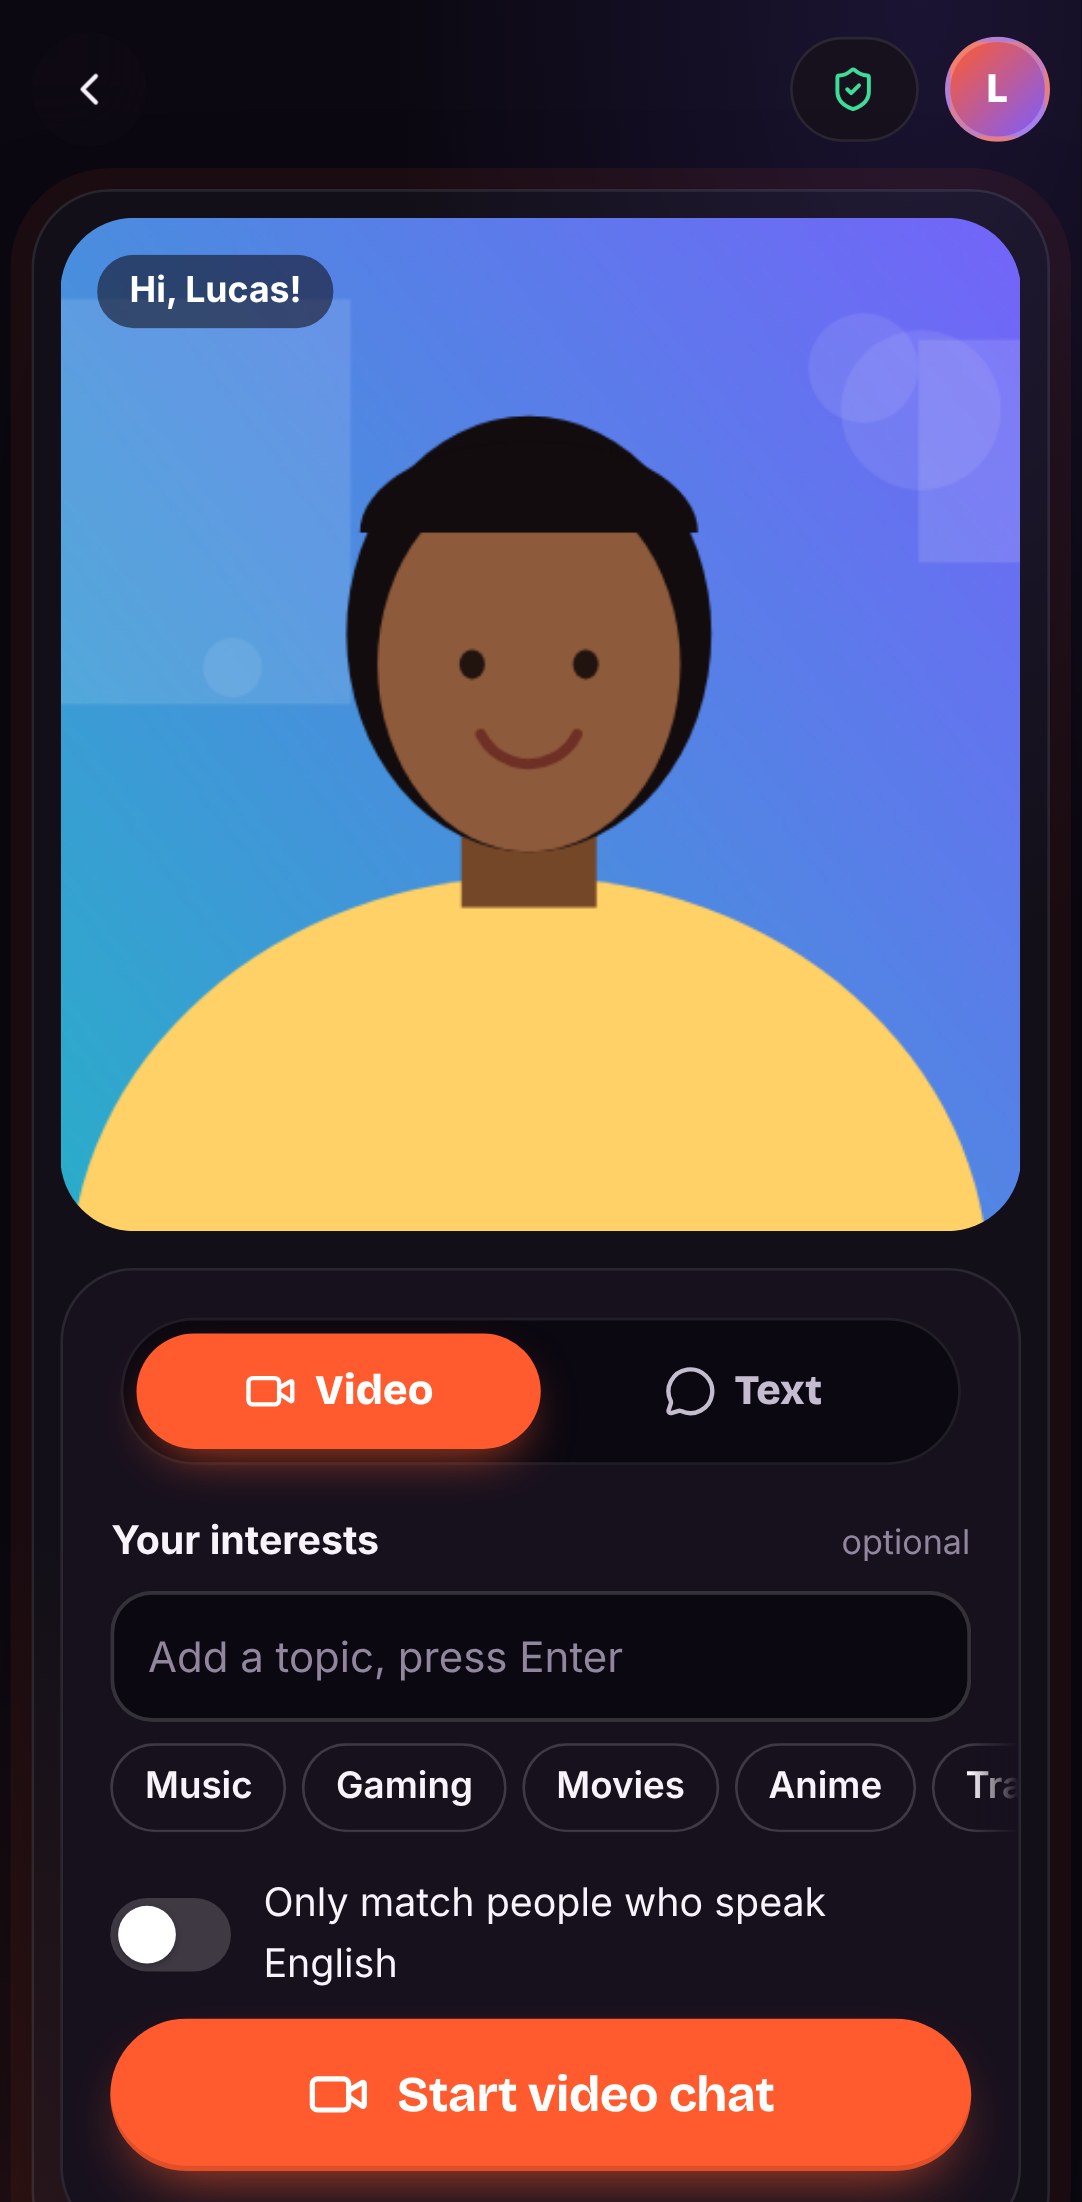 L
Hi, Lucas!
Video
Text
Your interests
optional
Add a topic, press Enter
Music
Gaming
Movies
Anime
Only match people who speak
English
Start video chat